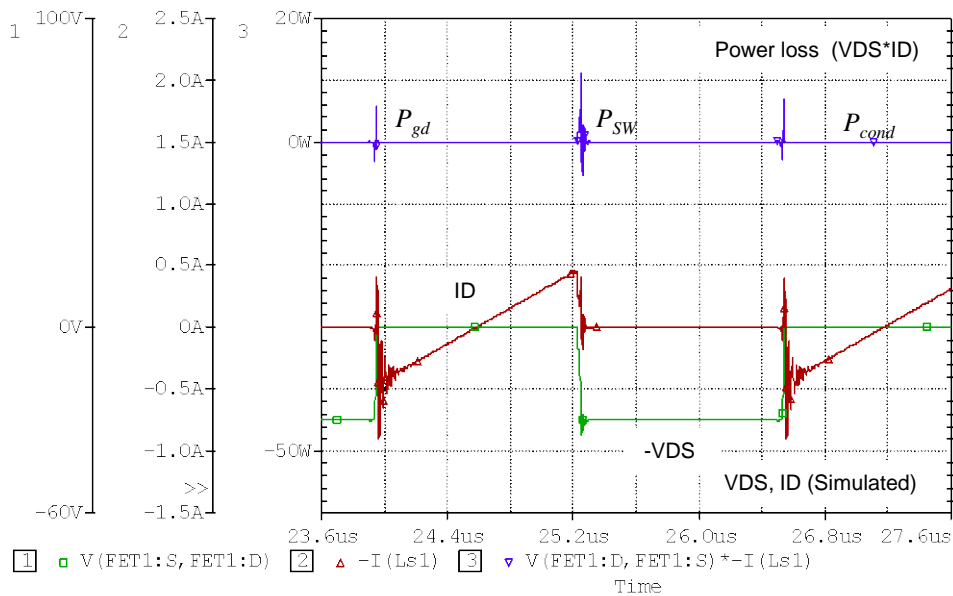 1 100V 2 2.5A 3 20W
Power loss (VDS*ID)
2.0A
P_gd P_SW P_cond
1.5A 0W
1.0A
0.5A
ID
0V 0A
-0.5A
-1.0A -50W
-VDS
>>
VDS, ID (Simulated)
-60V -1.5A
23.6us 24.4us 25.2us 26.0us 26.8us 27.6us
1 V(FET1:S,FET1:D) 2 -I(Ls1) 3 V(FET1:D,FET1:S)*-I(Ls1)
Time